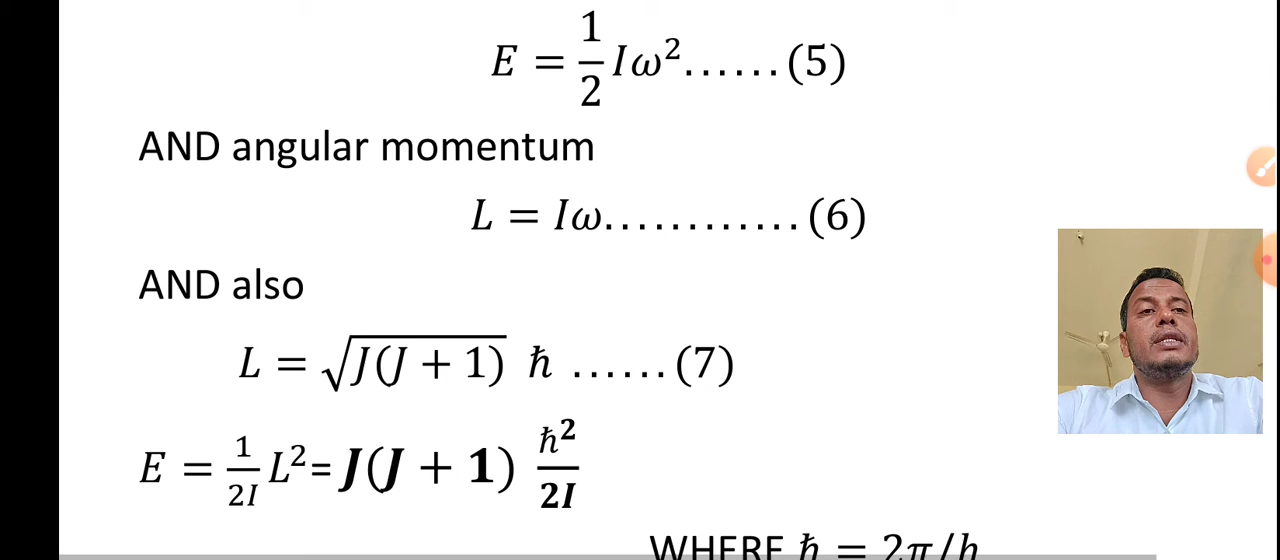 E = 1/2 Iω²......(5)
AND angular momentum
L = Iω............(6)
AND also
L = √J(J + 1) ℏ ......(7)
E = 1/2I L²= J(J + 1) ℏ²/2I
WHERE ℏ = 2π/h